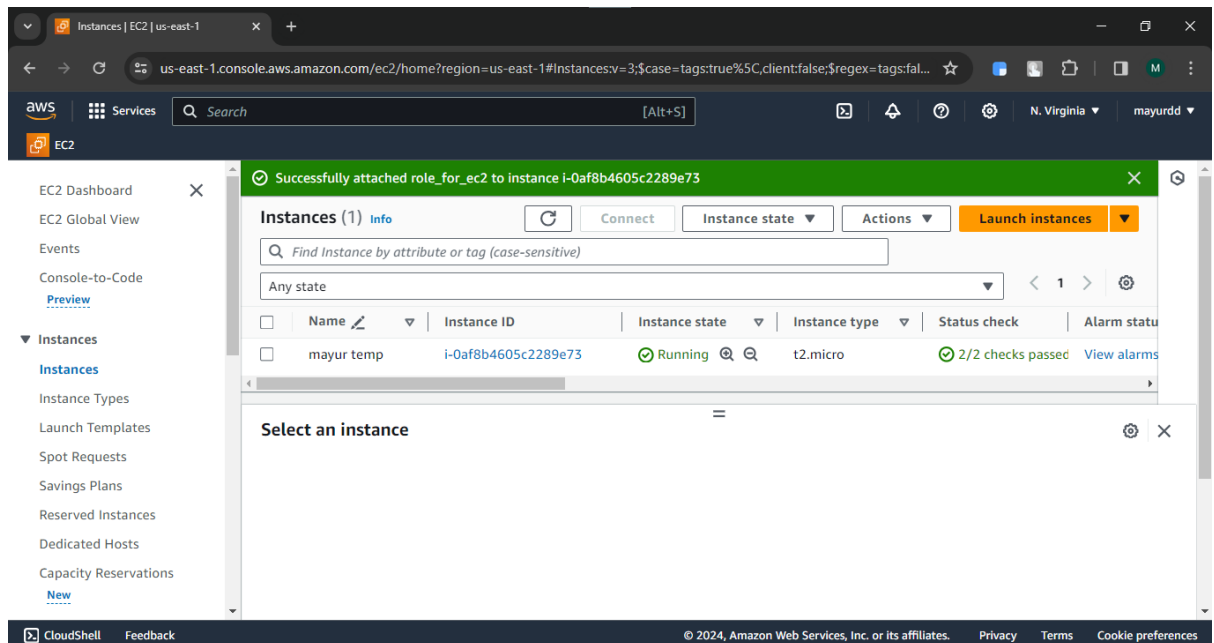 Instances | EC2 | us-east-1
us-east-1.console.aws.amazon.com/ec2/home?region=us-east-1#Instances:v=3;$case=tags:true%5C,client:false;$regex=tags:fal...
M
aws Services Search [Alt+S] N. Virginia mayurdd
EC2
EC2 Dashboard
EC2 Global View
Events
Console-to-Code
Preview
Instances
Instances
Instance Types
Launch Templates
Spot Requests
Savings Plans
Reserved Instances
Dedicated Hosts
Capacity Reservations
New
Successfully attached role_for_ec2 to instance i-0af8b4605c2289e73
Instances (1) Info Connect Instance state Actions Launch instances
Find Instance by attribute or tag (case-sensitive)
Any state 1
Name Instance ID Instance state Instance type Status check Alarm statu
mayur temp i-0af8b4605c2289e73 Running t2.micro 2/2 checks passed View alarms
Select an instance
CloudShell Feedback © 2024, Amazon Web Services, Inc. or its affiliates. Privacy Terms Cookie preferences